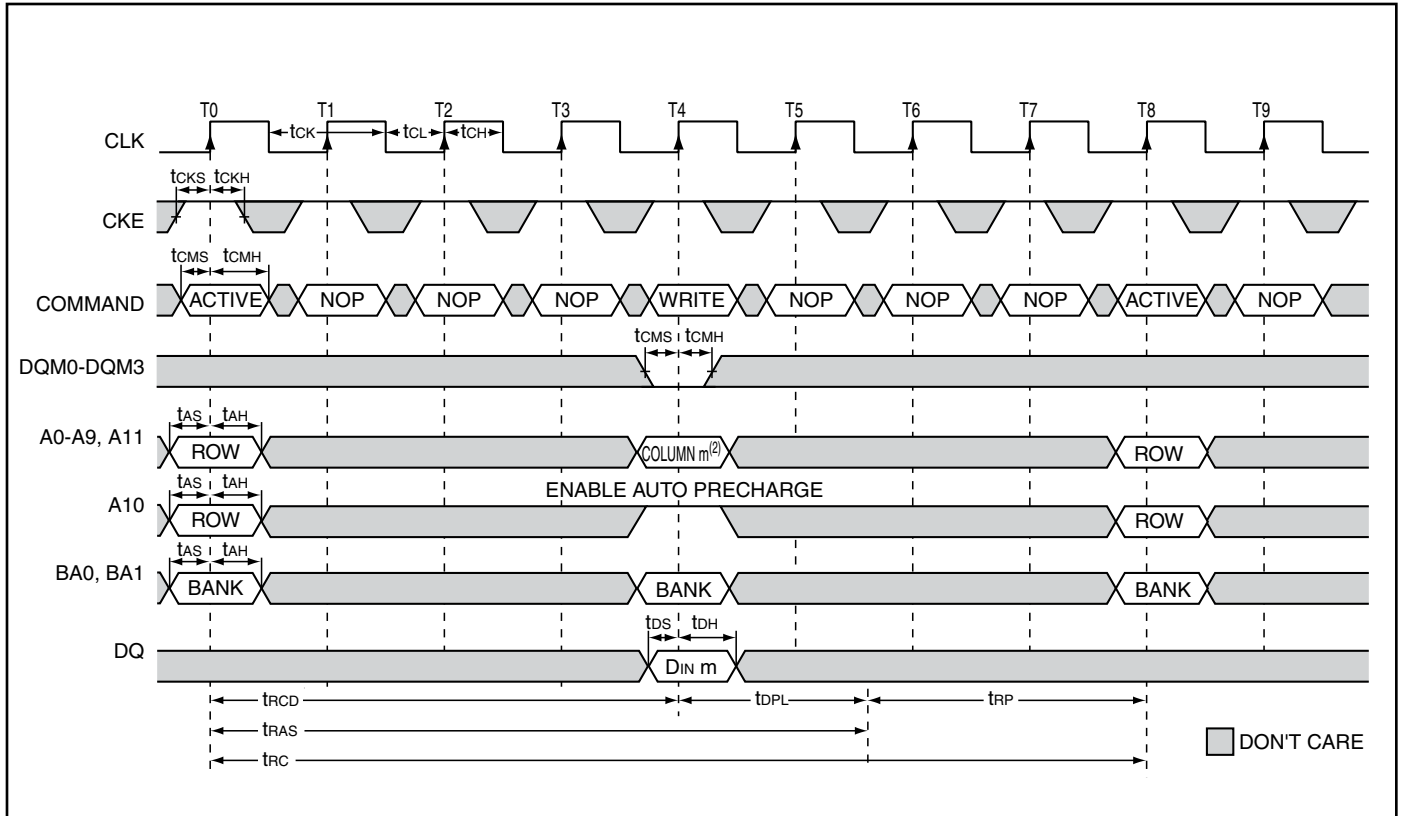 T0 T1 T2 T3 T4 T5 T6 T7 T8 T9
CLK tCK tCL tCH
tCKS tCKH
CKE
tCMS tCMH
COMMAND ACTIVE NOP NOP NOP WRITE NOP NOP NOP ACTIVE NOP
tCMS tCMH
DQM0-DQM3
tAS tAH
A0-A9, A11 ROW COLUMN m(2) ROW
tAS tAH ENABLE AUTO PRECHARGE
A10 ROW ROW
tAS tAH
BA0, BA1 BANK BANK BANK
tDS tDH
DQ DIN m
tRCD tDPL tRP
tRAS
DON'T CARE
tRC